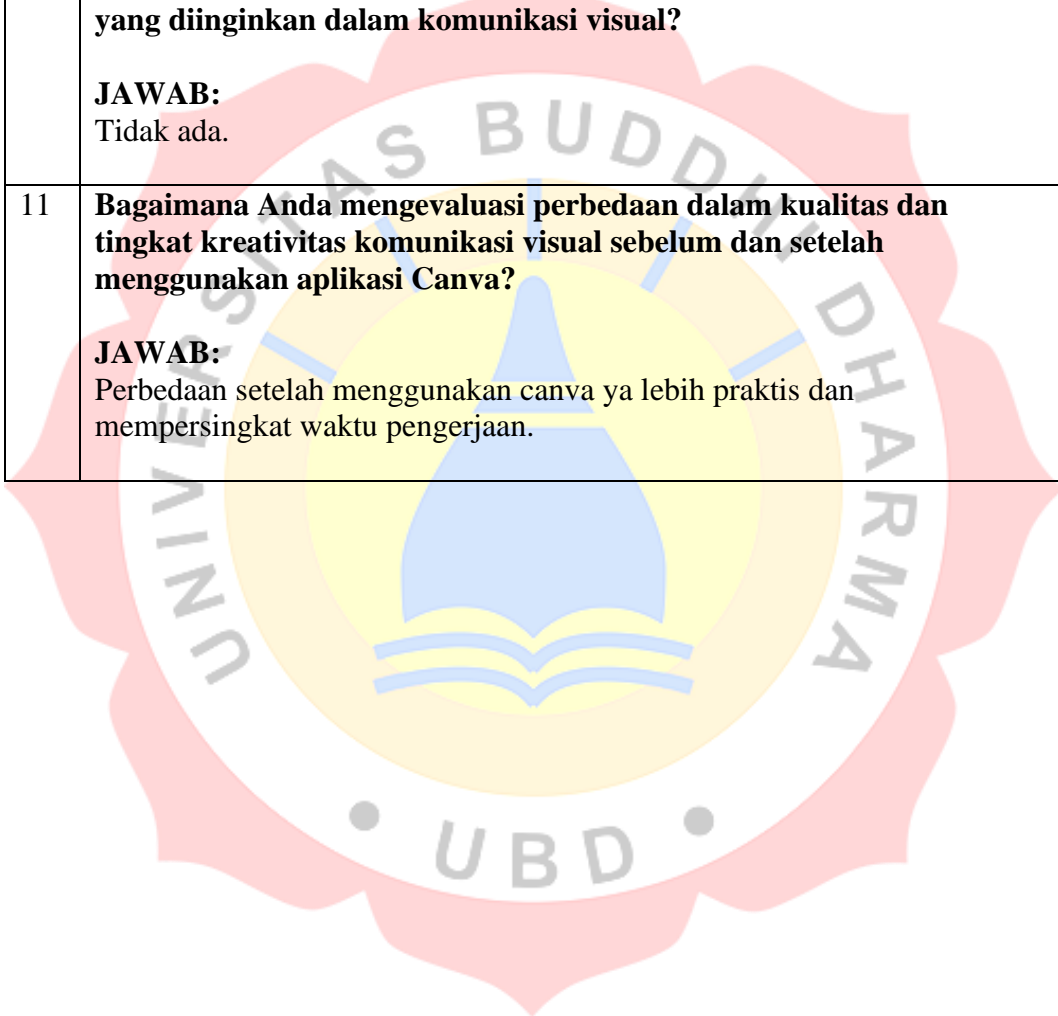 yang diinginkan dalam komunikasi visual?
JAWAB:
Tidak ada.
11 Bagaimana Anda mengevaluasi perbedaan dalam kualitas dan
tingkat kreativitas komunikasi visual sebelum dan setelah
menggunakan aplikasi Canva?
JAWAB:
Perbedaan setelah menggunakan canva ya lebih praktis dan
mempersingkat waktu pengerjaan.
UNIVERSITAS BUDDHI DHARMA
• UBD •